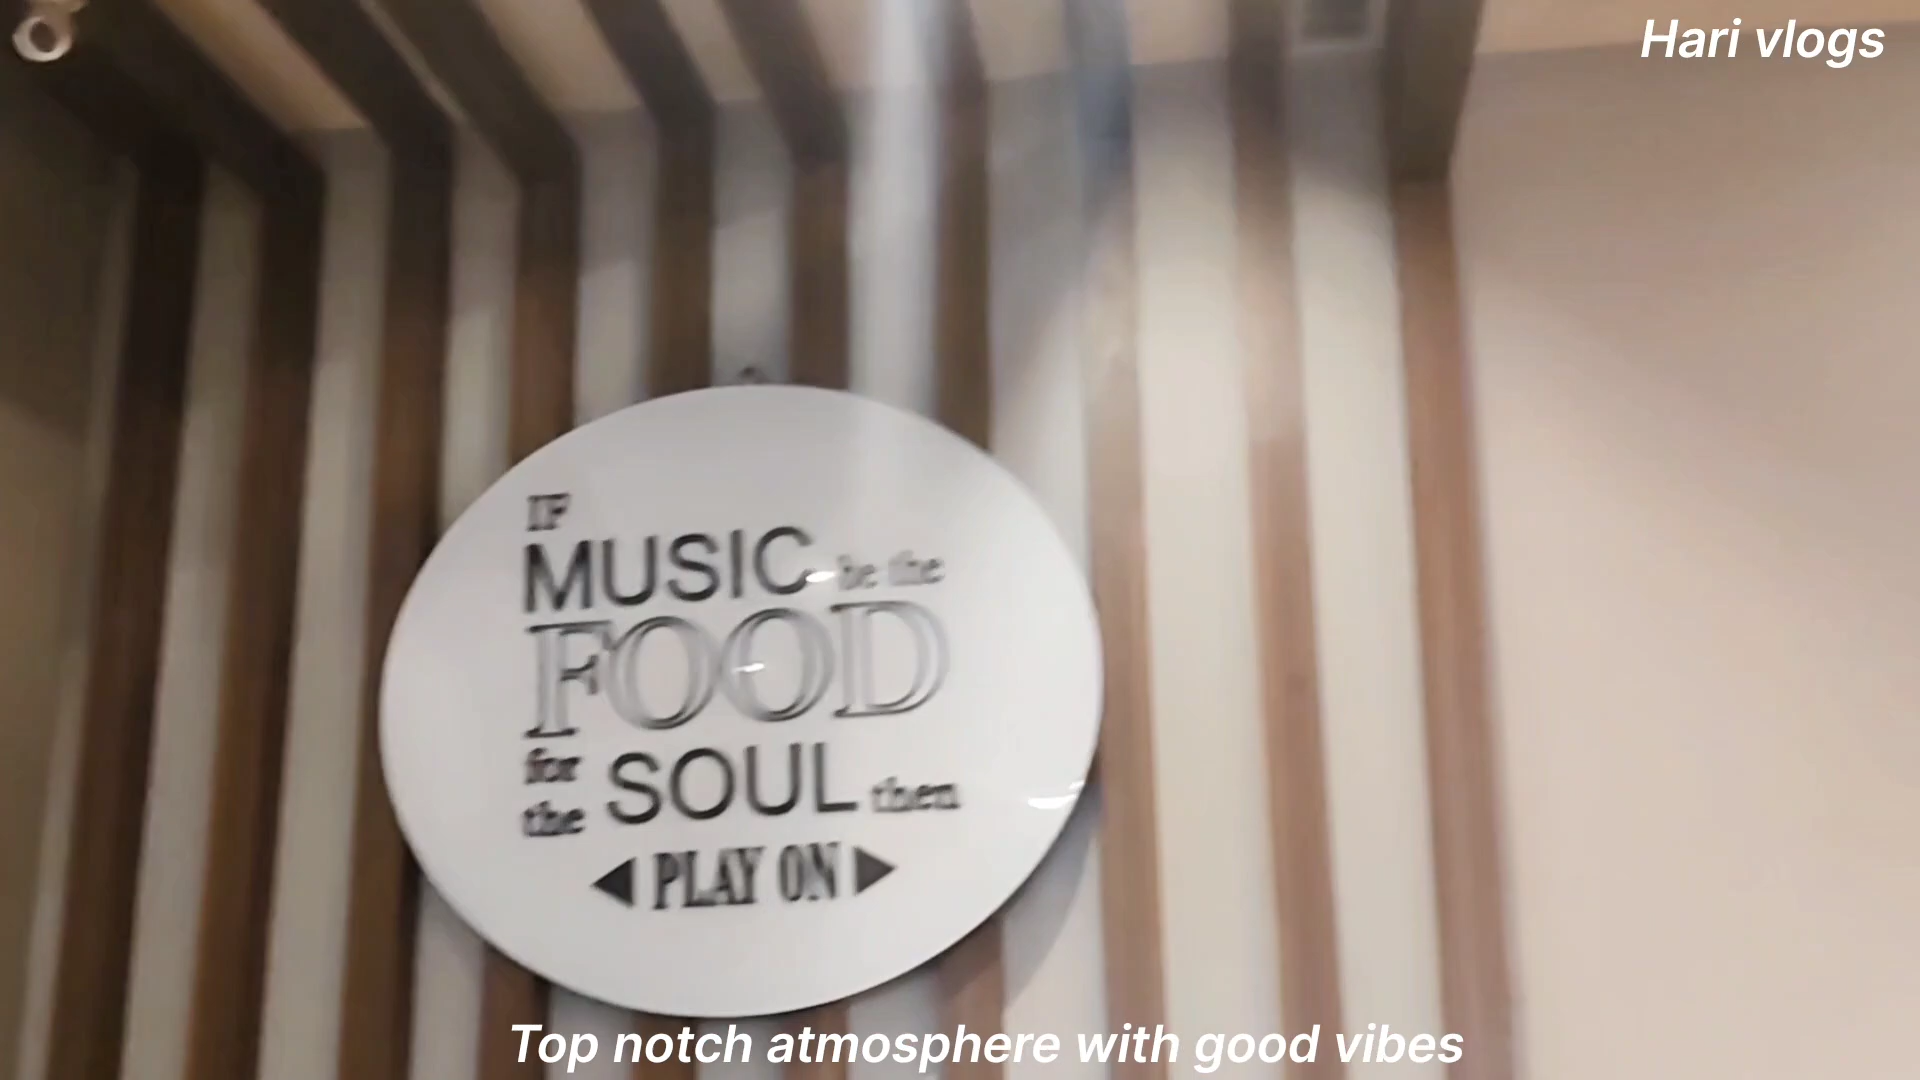 Hari vlogs
IF
MUSIC be the
FOOD
for
the SOUL then
PLAY ON
Top notch atmosphere with good vibes